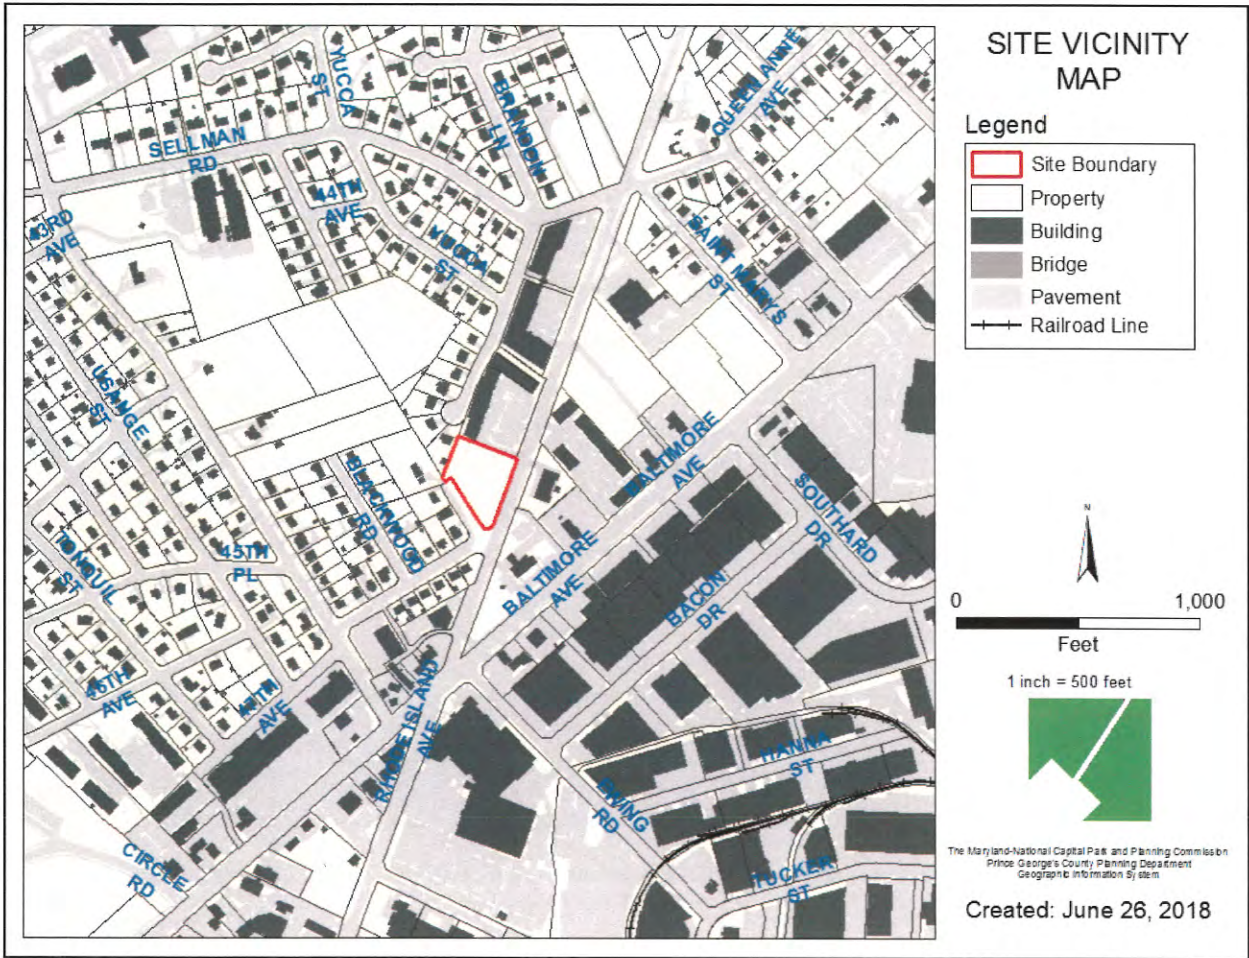 SITE VICINITY
MAP
Legend
Site Boundary
Property
Building
Bridge
Pavement
Railroad Line
N
0
1,000
Feet
1 inch = 500 feet
The Maryland-National Capital Park and Planning Commission
Prince George's County Planning Department
Geographic Information System
Created: June 26, 2018
YUCCA
ST
BRANDON
LN
QUEEN ANNE
AVE
SELLMAN
RD
44TH
AVE
43RD
AVE
YUCCA
ST
SAINT MARYS
ST
USANGE
ST
BLACKWOOD
RD
BALTIMORE
AVE
SOUTHARD
DR
TONQUIL
ST
45TH
PL
BALTIMORE
AVE
BACON
DR
46TH
AVE
47TH
AVE
RHODE ISLAND
AVE
HANNA
ST
EWING
RD
CIRCLE
RD
TUCKER
ST